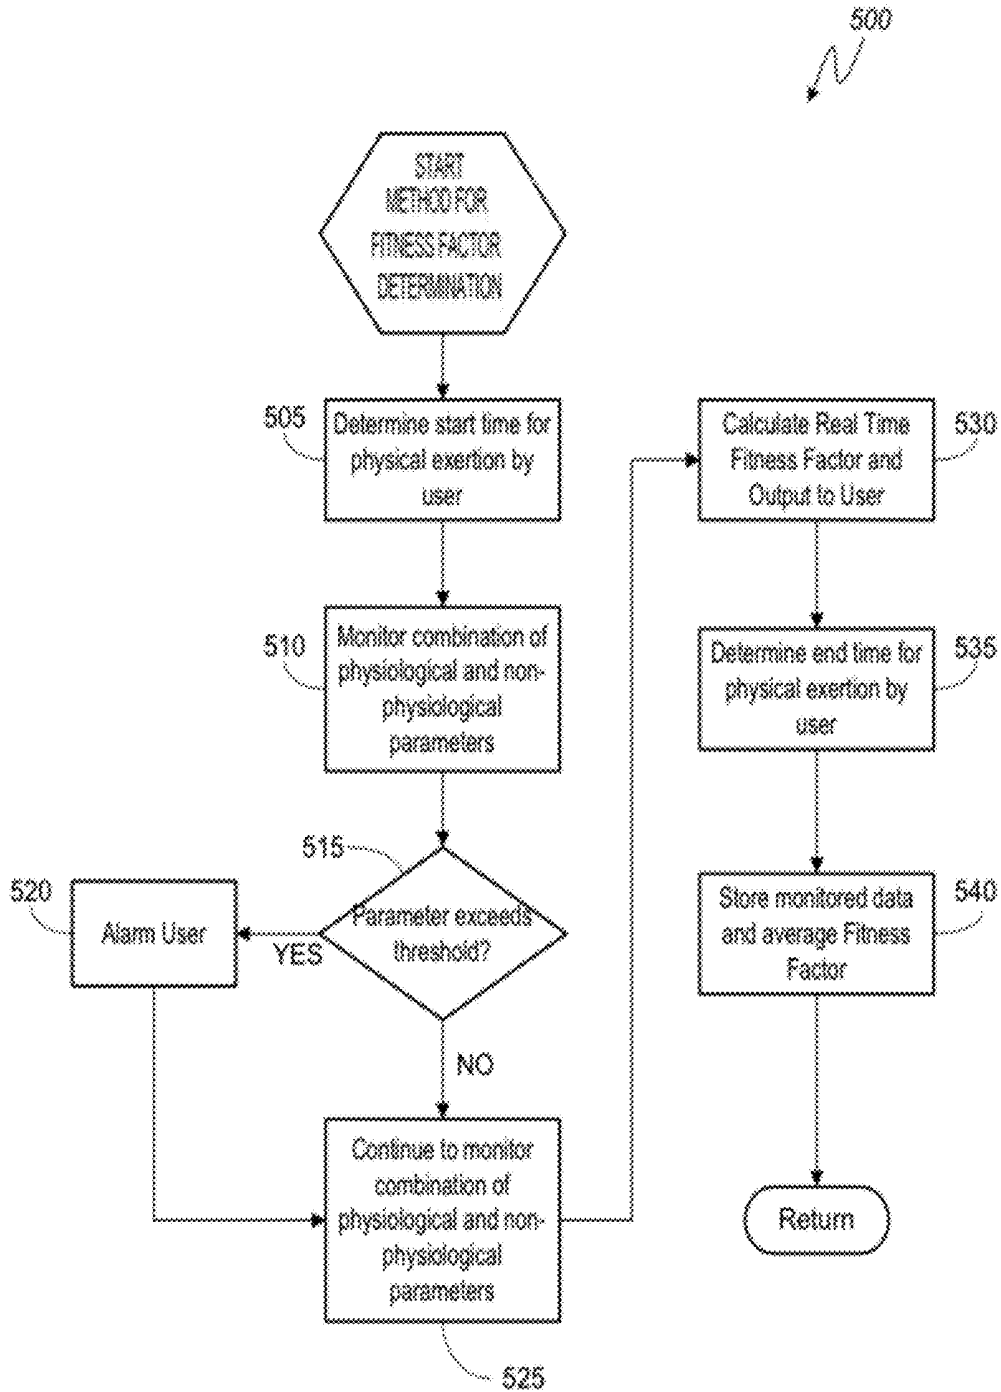 500
START
METHOD FOR
FITNESS FACTOR
DETERMINATION
505
Determine start time for
physical exertion by
user
510
Monitor combination of
physiological and non-
physiological
parameters
515
Parameter exceeds
threshold?
YES
520
Alarm User
NO
Continue to monitor
combination of
physiological and non-
physiological
parameters
525
530
Calculate Real Time
Fitness Factor and
Output to User
535
Determine end time for
physical exertion by
user
540
Store monitored data
and average Fitness
Factor
Return